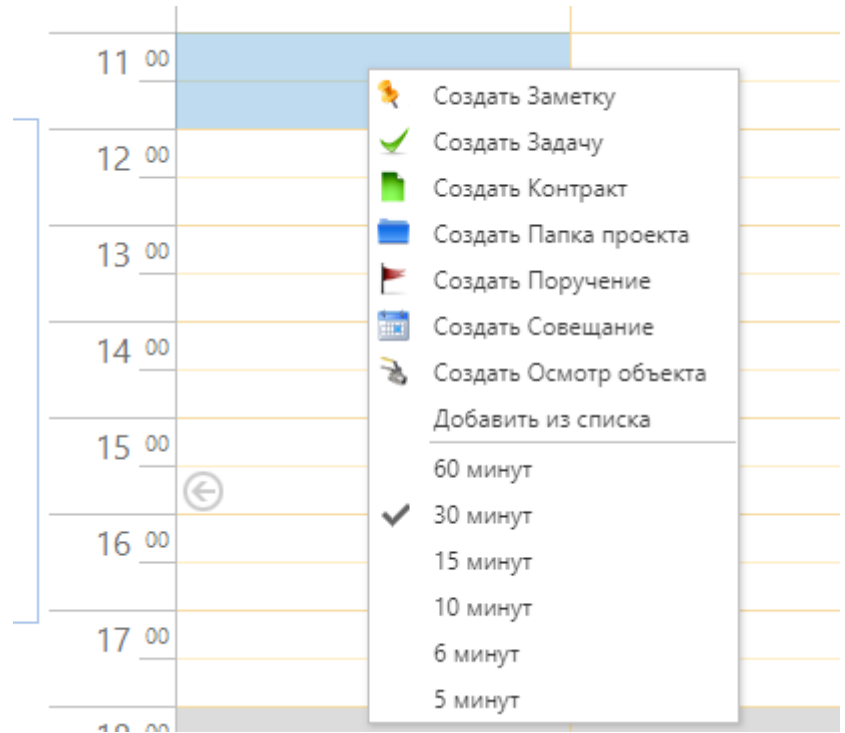 11 00
12 00
13 00
14 00
15 00
16 00
17 00
18 00
Создать Заметку
Создать Задачу
Создать Контракт
Создать Папка проекта
Создать Поручение
Создать Совещание
Создать Осмотр объекта
Добавить из списка
60 минут
30 минут
15 минут
10 минут
6 минут
5 минут